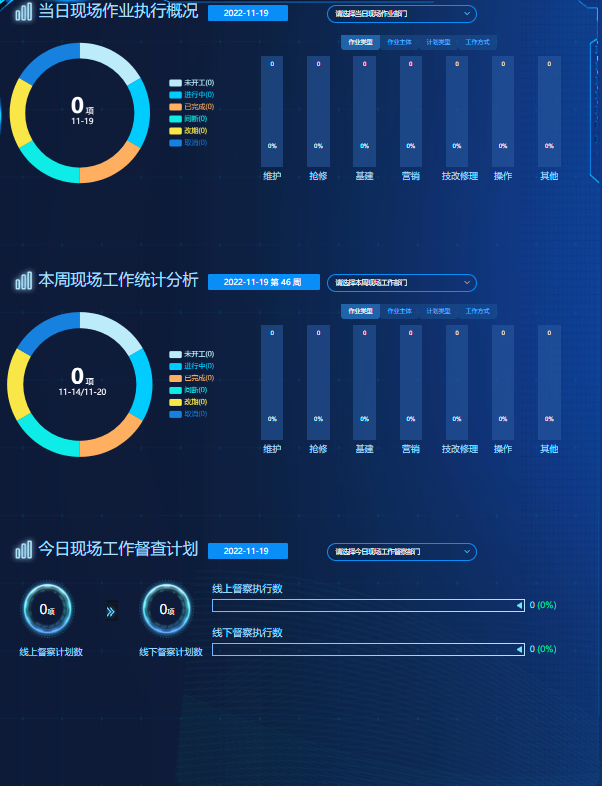 当日现场作业执行概况
2022-11-19
请选择当日现场作业部门
作业类型 作业主体 计划类型 工作方式
0 项
11-19
未开工(0)
进行中(0)
已完成(0)
间断(0)
改期(0)
取消(0)
0 0 0 0 0 0 0
0% 0% 0% 0% 0% 0% 0%
维护 抢修 基建 营销 技改修理 操作 其他
本周现场工作统计分析
2022-11-19 第 46 周
请选择本周现场工作部门
作业类型 作业主体 计划类型 工作方式
0 项
11-14/11-20
未开工(0)
进行中(0)
已完成(0)
间断(0)
改期(0)
取消(0)
0 0 0 0 0 0 0
0% 0% 0% 0% 0% 0% 0%
维护 抢修 基建 营销 技改修理 操作 其他
今日现场工作督查计划
2022-11-19
请选择今日现场工作督察部门
0项
线上督察计划数
0项
线下督察计划数
线上督察执行数
0 (0%)
线下督察执行数
0 (0%)